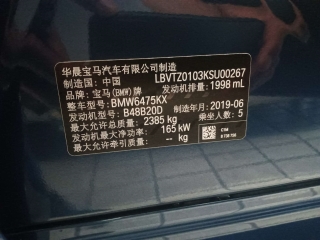 华晨宝马汽车有限公司制造
制造国：中国 LBVTZ0103KSU00267
品牌：宝马(BMW)牌 发动机排量：1998 mL
整车型号：BMW6475KX
发动机型号：B48B20D 制造年月：2019-06
最大允许总质量：2385 kg 乘坐人数：5
发动机最大净功率：165 kW
最大允许牵引质量：-- kg